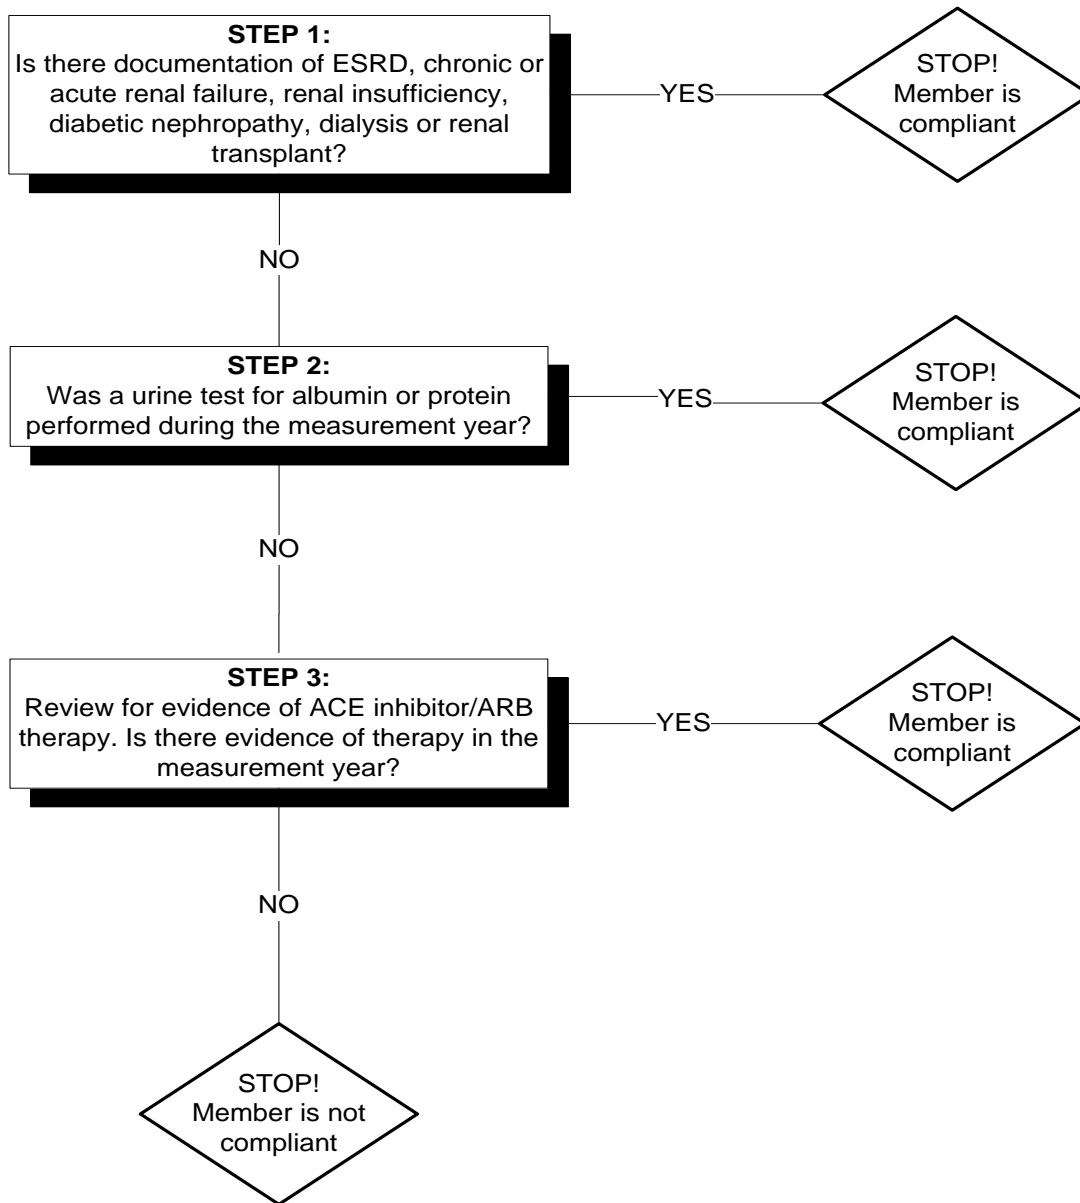 STEP 1:
Is there documentation of ESRD, chronic or
acute renal failure, renal insufficiency,
diabetic nephropathy, dialysis or renal
transplant?
YES
STOP!
Member is
compliant
NO
STEP 2:
Was a urine test for albumin or protein
performed during the measurement year?
YES
STOP!
Member is
compliant
NO
STEP 3:
Review for evidence of ACE inhibitor/ARB
therapy. Is there evidence of therapy in the
measurement year?
YES
STOP!
Member is
compliant
NO
STOP!
Member is not
compliant